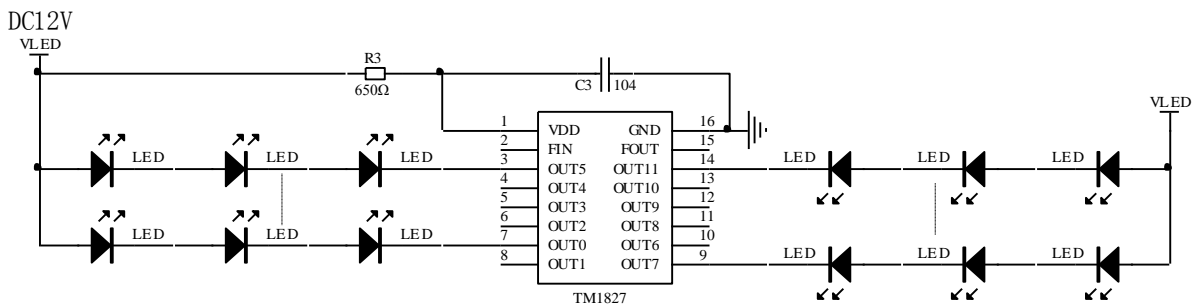 DC12V
VLED
R3
650Ω
C3 104
VLED
1 VDD GND 16
2 FIN FOUT 15
LED LED LED 3 OUT5 OUT11 14 LED LED LED
4 OUT4 OUT10 13
5 OUT3 OUT9 12
6 OUT2 OUT8 11
LED LED LED 7 OUT0 OUT6 10
8 OUT1 OUT7 9 LED LED LED
TM1827